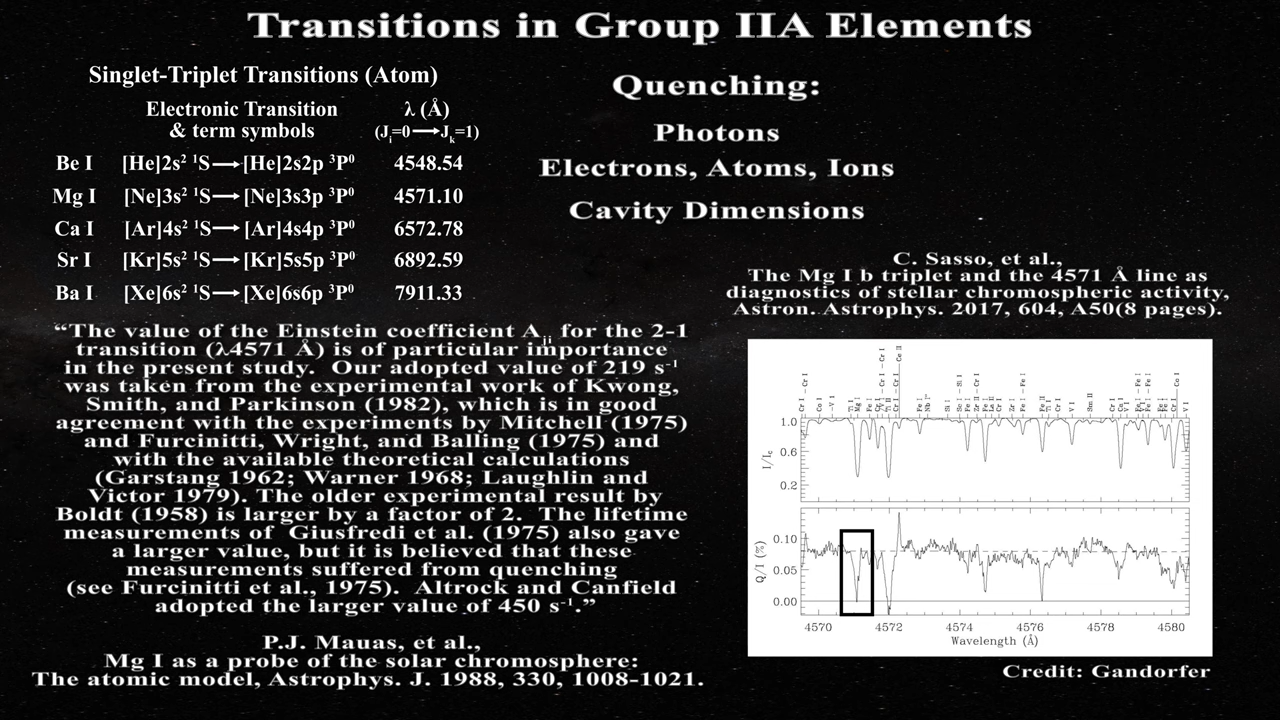 Transitions in Group IIA Elements
Singlet-Triplet Transitions (Atom)
Electronic Transition
& term symbols
λ (Å)
(Jᵢ=0⟶Jₖ=1)
Be I [He]2s² ¹S⟶[He]2s2p ³P⁰ 4548.54
Mg I [Ne]3s² ¹S⟶[Ne]3s3p ³P⁰ 4571.10
Ca I [Ar]4s² ¹S⟶[Ar]4s4p ³P⁰ 6572.78
Sr I [Kr]5s² ¹S⟶[Kr]5s5p ³P⁰ 6892.59
Ba I [Xe]6s² ¹S⟶[Xe]6s6p ³P⁰ 7911.33
“The value of the Einstein coefficient Aⱼᵢ for the 2-1
transition (λ4571 Å) is of particular importance
in the present study. Our adopted value of 219 s⁻¹
was taken from the experimental work of Kwong,
Smith, and Parkinson (1982), which is in good
agreemen with the experiments by Mitchell (1975)
and Furcinitti, Wright, and Balling (1975) and
with the available theoretical calculations
(Garstang 1962; Warner 1968; Laughlin and
Victor 1979). The older experimental result by
Boldt (1958) is larger by a factor of 2. The lifetime
measurements of Giusfredi et al. (1975) also gave
a larger value, but it is believed that these
measurements suffered from quenching
(see Furcinitti et al., 1975). Altrock and Canfield
adopted the larger value of 450 s⁻¹.”
P.J. Mauas, et al.,
Mg I as a probe of the solar chromosphere:
The atomic model, Astrophys. J. 1988, 330, 1008-1021.
Quenching:
Photons
Electrons, Atoms, Ions
Cavity Dimensions
C. Sasso, et al.,
The Mg I b triplet and the 4571 Å line as
diagnostics of stellar chromospheric activity,
Astron. Astrophys. 2017, 604, A50(8 pages).
I/I_c
1.0
0.6
0.2
Q/I (%)
0.10
0.05
0.00
4570 4572 4574 4576 4578 4580
Wavelength (Å)
Credit: Gandorfer